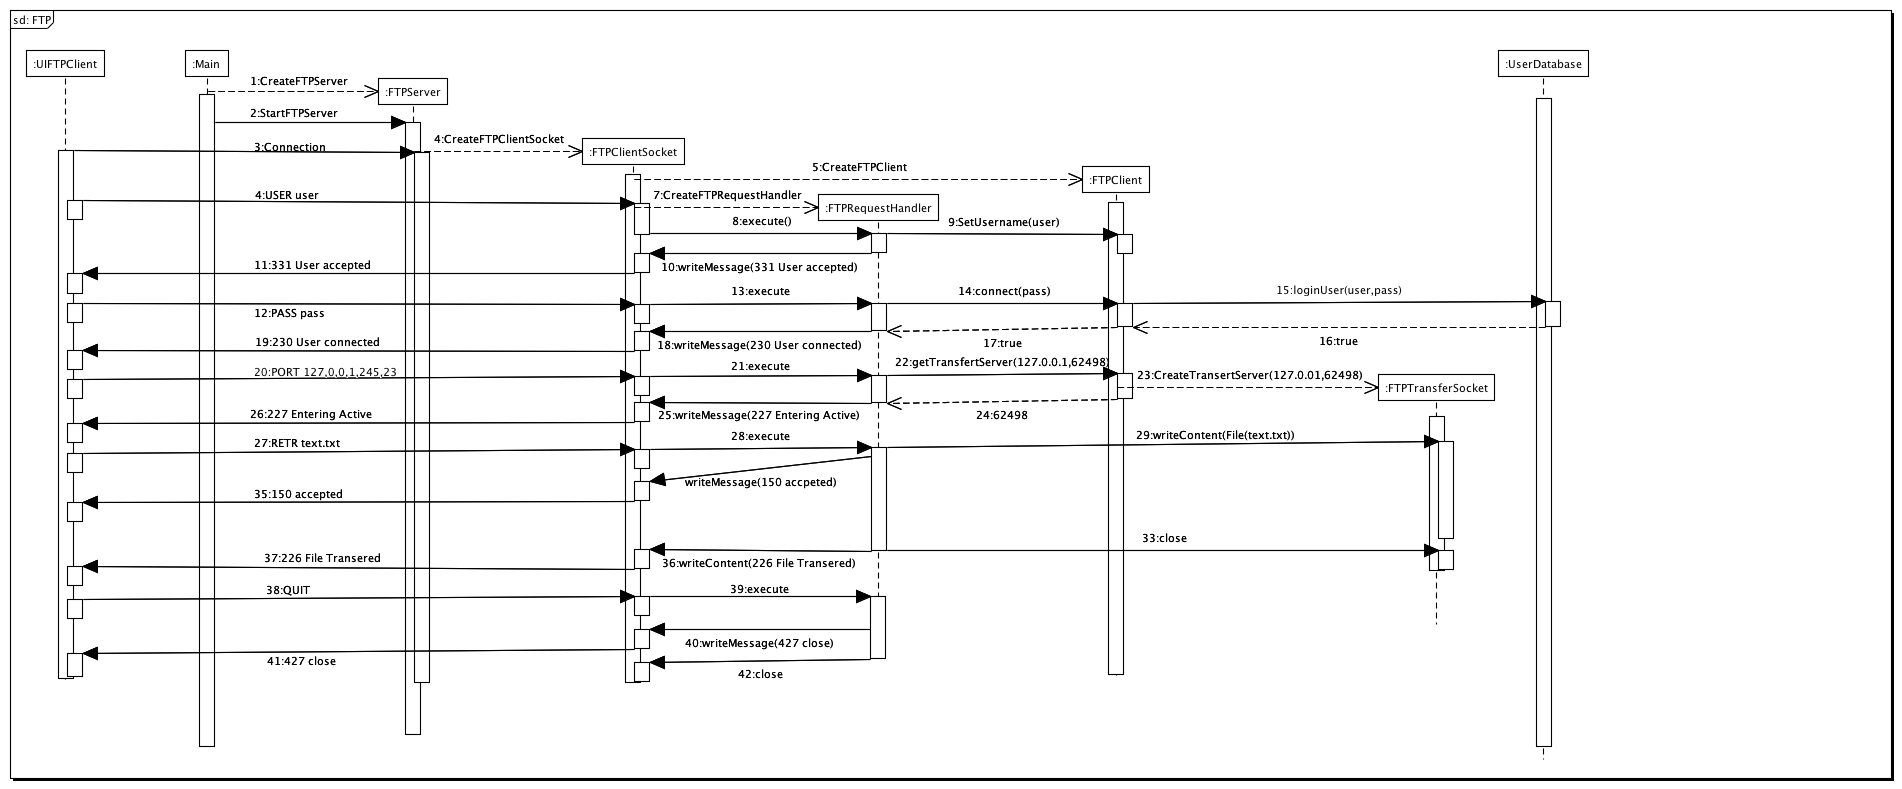 sd: FTP
:UIFTPClient
:Main
:UserDatabase
1:CreateFTPServer
:FTPServer
2:StartFTPServer
4:CreateFTPClientSocket
3:Connection
:FTPClientSocket
5:CreateFTPClient
:FTPClient
4:USER user
7:CreateFTPRequestHandler
:FTPRequestHandler
8:execute()
9:SetUsername(user)
11:331 User accepted
10:writeMessage(331 User accepted)
13:execute
14:connect(pass)
15:loginUser(user,pass)
12:PASS pass
19:230 User connected
18:writeMessage(230 User connected)
17:true
16:true
20:PORT 127,0,0,1,245,23
21:execute
22:getTransfertServer(127.0.0.1,62498)
23:CreateTransertServer(127.0.01,62498)
:FTPTransferSocket
26:227 Entering Active
25:writeMessage(227 Entering Active)
24:62498
27:RETR text.txt
28:execute
29:writeContent(File(text.txt))
writeMessage(150 accpeted)
35:150 accepted
33:close
37:226 File Transered
36:writeContent(226 File Transered)
38:QUIT
39:execute
40:writeMessage(427 close)
41:427 close
42:close